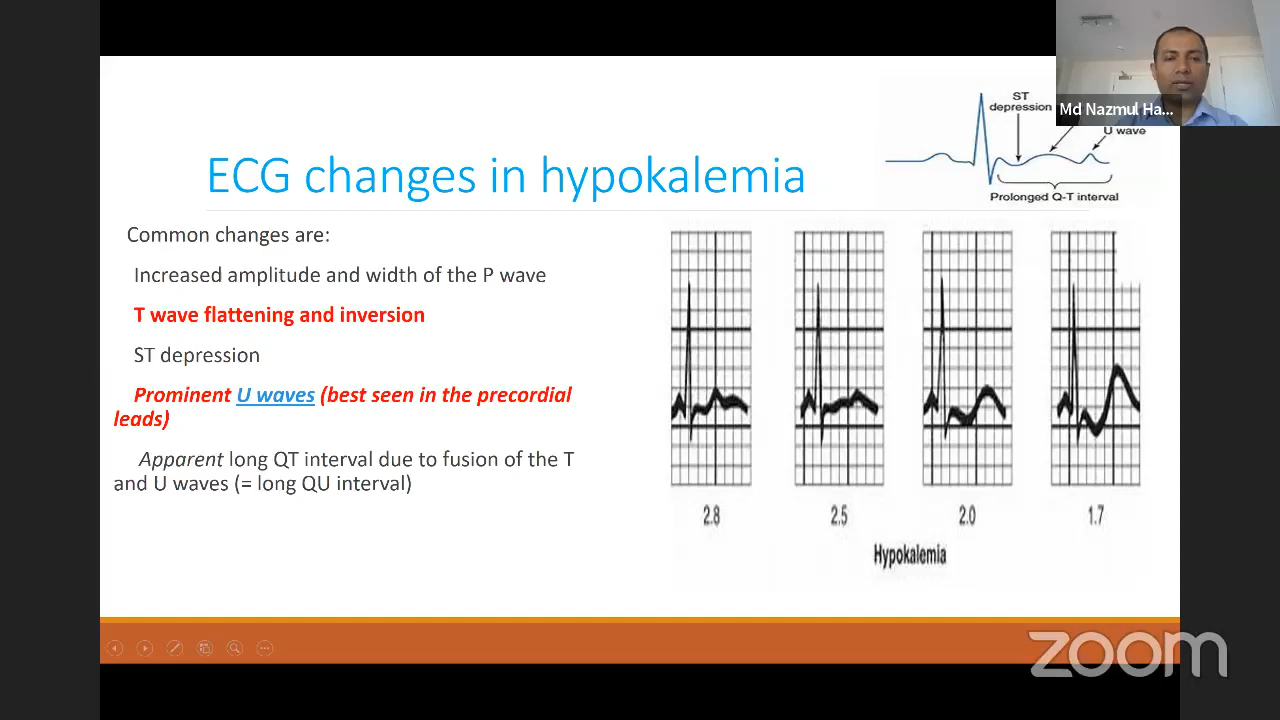 ST
depression
Md Nazmul Ha...
U wave
Prolonged Q-T interval
ECG changes in hypokalemia
Common changes are:
Increased amplitude and width of the P wave
T wave flattening and inversion
ST depression
Prominent U waves (best seen in the precordial
leads)
Apparent long QT interval due to fusion of the T
and U waves (= long QU interval)
2.8
2.5
2.0
1.7
Hypokalemia
zoom